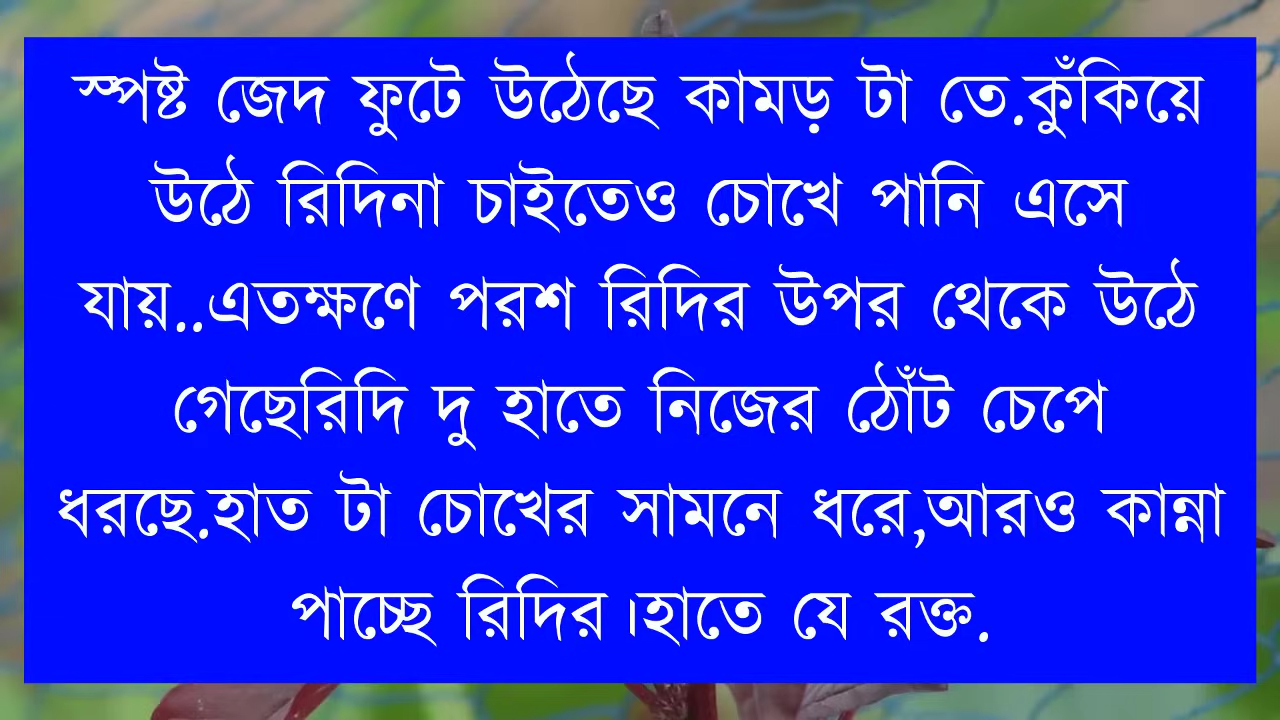 স্পষ্ট জেদ ফুটে উঠেছে কামড় টা তে.কুঁকিয়ে
উঠে রিদিনা চাইতেও চোখে পানি এসে
যায়..এতক্ষণে পরশ রিদির উপর থেকে উঠে
গেছেরিদি দু হাতে নিজের ঠোঁট চেপে
ধরছে.হাত টা চোখের সামনে ধরে,আরও কান্না
পাচ্ছে রিদির।হাতে যে রক্ত.